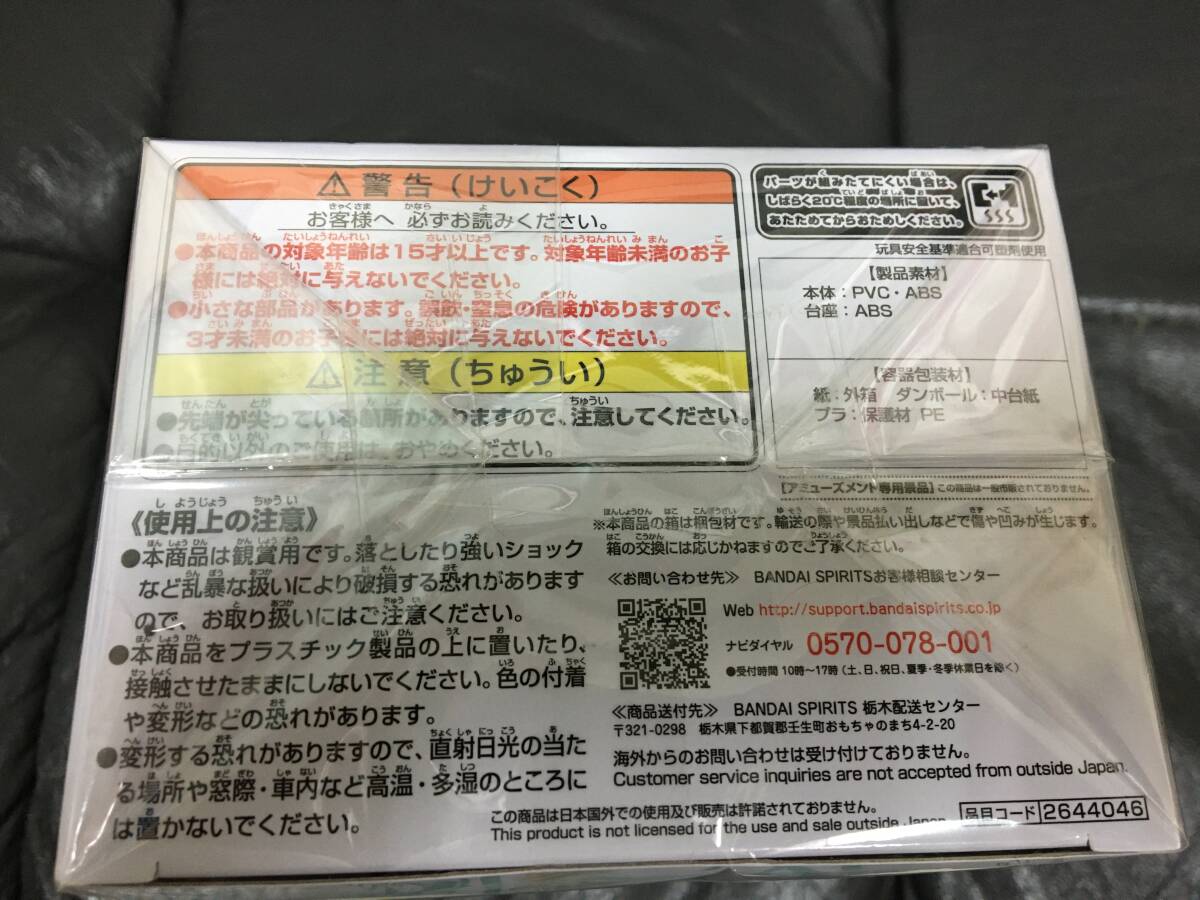 ⚠警告(けいこく)
お客様へ 必ずお読みください。
●本商品の対象年齢は15才以上です。対象年齢未満のお子
様には絶対に与えないでください。
●小さな部品があります。誤飲・窒息の危険がありますので、
3才未満のお子様には絶対に与えないでください。
⚠注意(ちゅうい)
●先端が尖っている箇所がありますので、注意してください。
●目的以外のご使用は、おやめください。
パーツが組みたてにくい場合は、
しばらく20℃程度の場所に置いて、
あたためてからおためしください。
玩具安全基準適合可塑剤使用
【製品素材】
本体:PVC・ABS
台座:ABS
【容器包装材】
紙:外箱 ダンボール:中台紙
プラ:保護材 PE
【アミューズメント専用景品】この商品は一般市販されておりません。
《使用上の注意》
●本商品は観賞用です。落としたり強いショック
など乱暴な扱いにより破損する恐れがあります
ので、お取り扱いにはご注意ください。
●本商品をプラスチック製品の上に置いたり、
接触させたままにしないでください。色の付着
や変形などの恐れがあります。
●変形する恐れがありますので、直射日光の当た
る場所や窓際・車内など高温・多湿のところに
は置かないでください。
※本商品の箱は梱包材です。輸送の際や景品払い出しなどで傷や凹みが生じます。
箱の交換には応じかねますのでご了承ください。
≪お問い合わせ先≫ BANDAI SPIRITSお客様相談センター
Web http://support.bandaispirits.co.jp
ナビダイヤル 0570-078-001
●受付時間 10時〜17時(土、日、祝日、夏季・冬季休業日を除く)
≪商品送付先≫ BANDAI SPIRITS 栃木配送センター
〒321-0298 栃木県下都賀郡壬生町おもちゃのまち4-2-20
海外からのお問い合わせは受け付けておりません。
Customer service inquiries are not accepted from outside Japan.
この商品は日本国外での使用及び販売は許諾されておりません。
This product is not licensed for the use and sale outside Japan.
品目コード 2644046